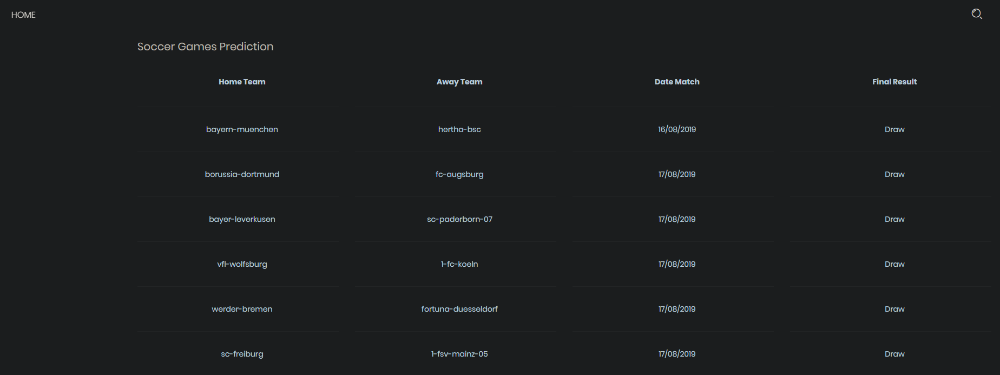 HOME
Soccer Games Prediction
Home Team Away Team Date Match Final Result
bayern-muenchen hertha-bsc 16/08/2019 Draw
borussia-dortmund fc-augsburg 17/08/2019 Draw
bayer-leverkusen sc-paderborn-07 17/08/2019 Draw
vfl-wolfsburg 1-fc-koeln 17/08/2019 Draw
werder-bremen fortuna-duesseldorf 17/08/2019 Draw
sc-freiburg 1-fsv-mainz-05 17/08/2019 Draw